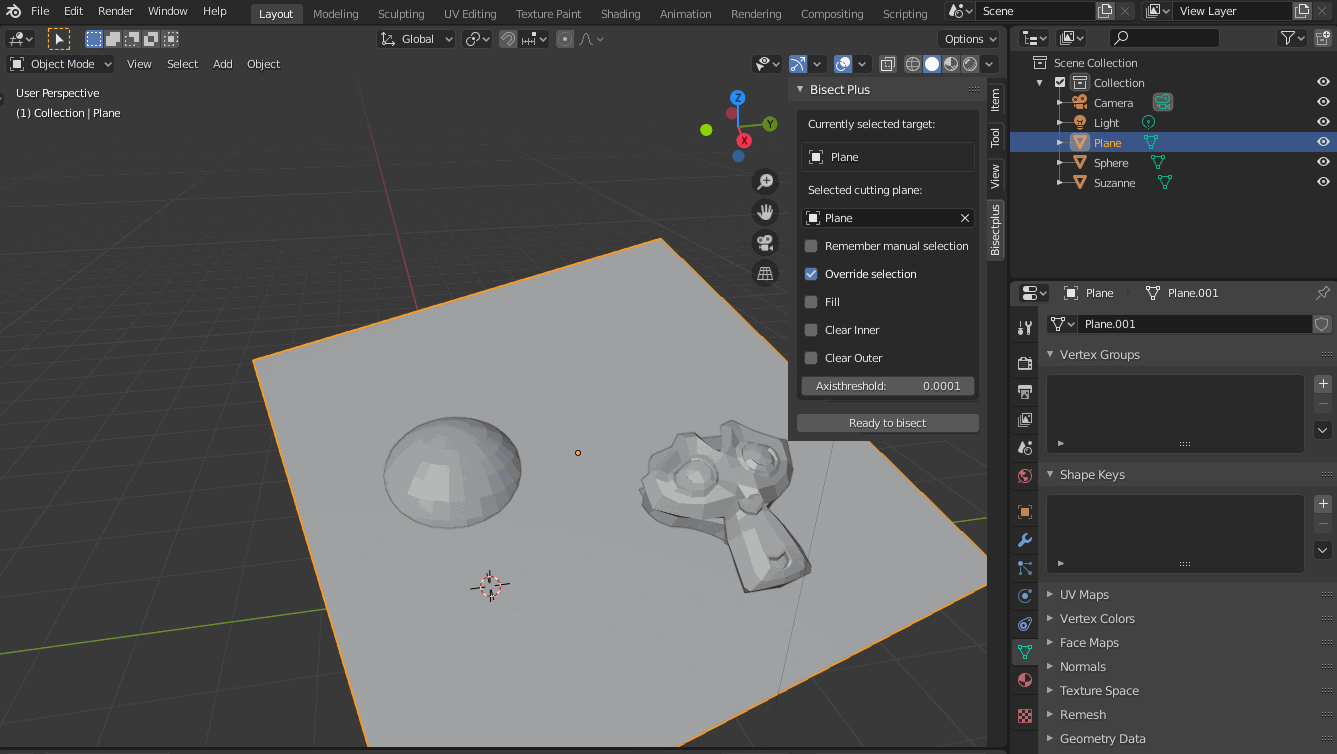 File Edit Render Window Help Layout Modeling Sculpting UV Editing Texture Paint Shading Animation Rendering Compositing Scripting Scene View Layer
Global Options
Object Mode View Select Add Object
User Perspective
(1) Collection | Plane
Z
Y
X
Bisect Plus
Currently selected target:
Plane
Selected cutting plane:
Plane
Remember manual selection
Override selection
Fill
Clear Inner
Clear Outer
Axisthreshold: 0.0001
Ready to bisect
Item
Tool
View
Bisectplus
Scene Collection
Collection
Camera
Light
Plane
Sphere
Suzanne
Plane Plane.001
Plane.001
Vertex Groups
Shape Keys
UV Maps
Vertex Colors
Face Maps
Normals
Texture Space
Remesh
Geometry Data